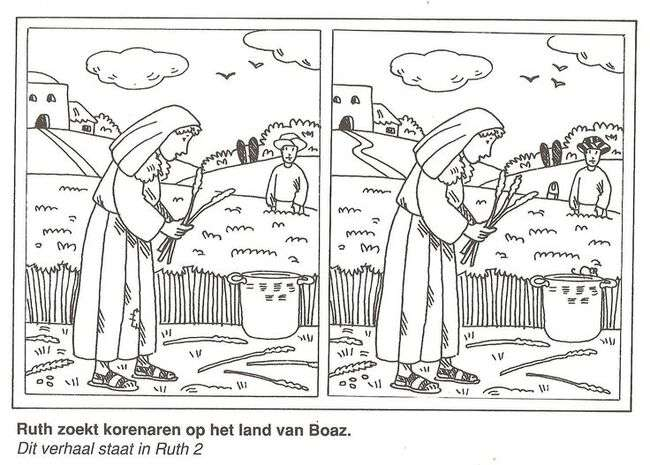 Ruth zoekt korenaren op het land van Boaz.
Dit verhaal staat in Ruth 2